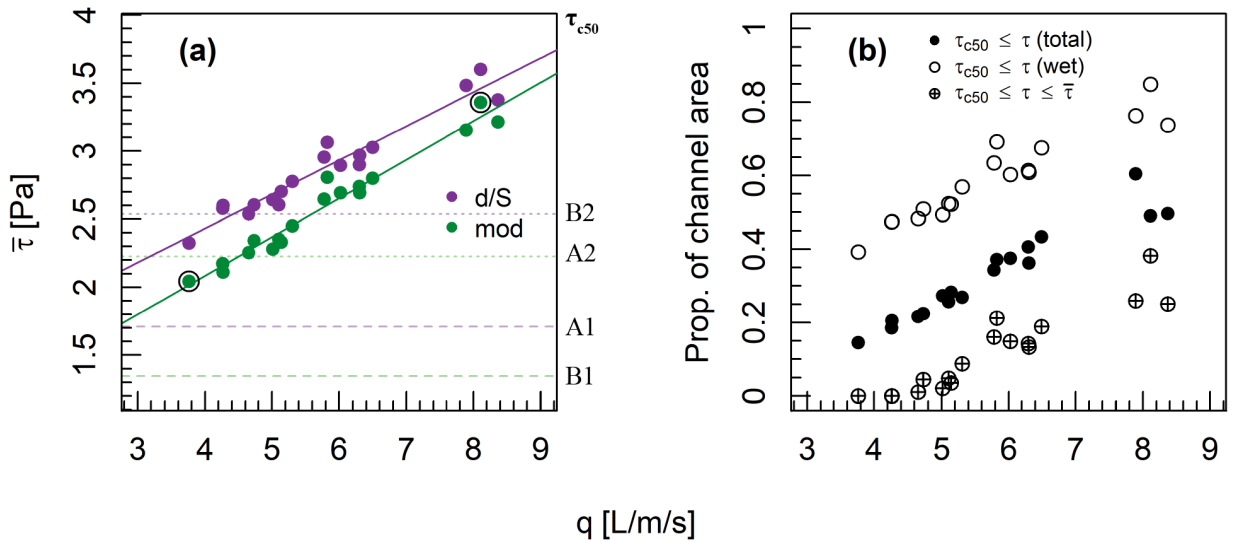 (a)
τc50
4
3.5
3
2.5
2
1.5
τ̅ [Pa]
d/S
mod
B2
A2
A1
B1
3 4 5 6 7 8 9
(b)
τc50 ≤ τ (total)
τc50 ≤ τ (wet)
τc50 ≤ τ ≤ τ̅
Prop. of channel area
1
0.8
0.6
0.4
0.2
0
3 4 5 6 7 8 9
q [L/m/s]